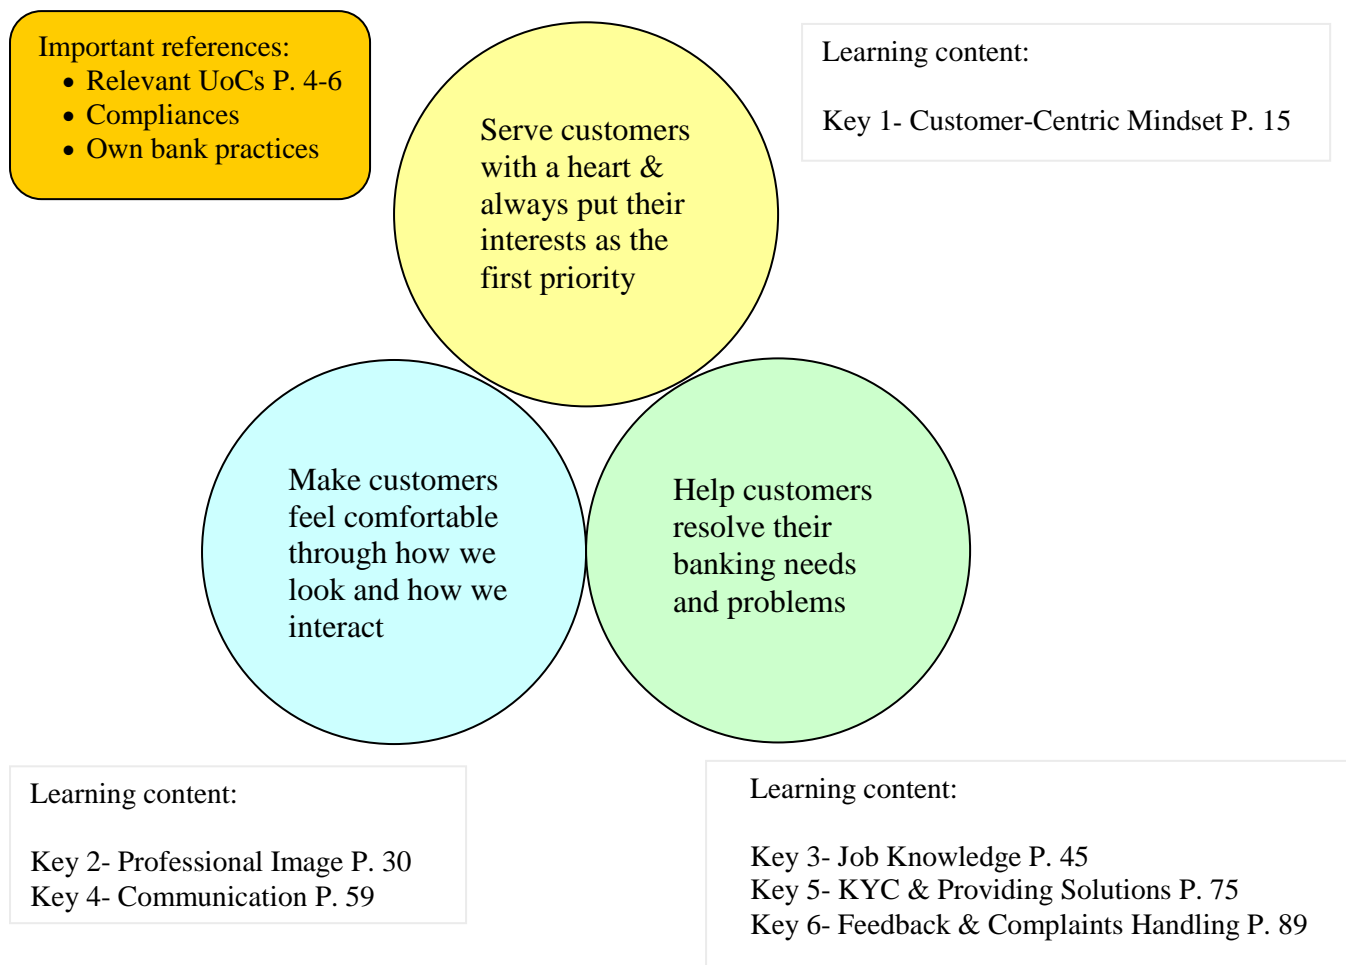 Important references:
• Relevant UoCs P. 4-6
• Compliances
• Own bank practices
Serve customers
with a heart &
always put their
interests as the
first priority
Learning content:
Key 1- Customer-Centric Mindset P. 15
Make customers
feel comfortable
through how we
look and how we
interact
Help customers
resolve their
banking needs
and problems
Learning content:
Key 2- Professional Image P. 30
Key 4- Communication P. 59
Learning content:
Key 3- Job Knowledge P. 45
Key 5- KYC & Providing Solutions P. 75
Key 6- Feedback & Complaints Handling P. 89